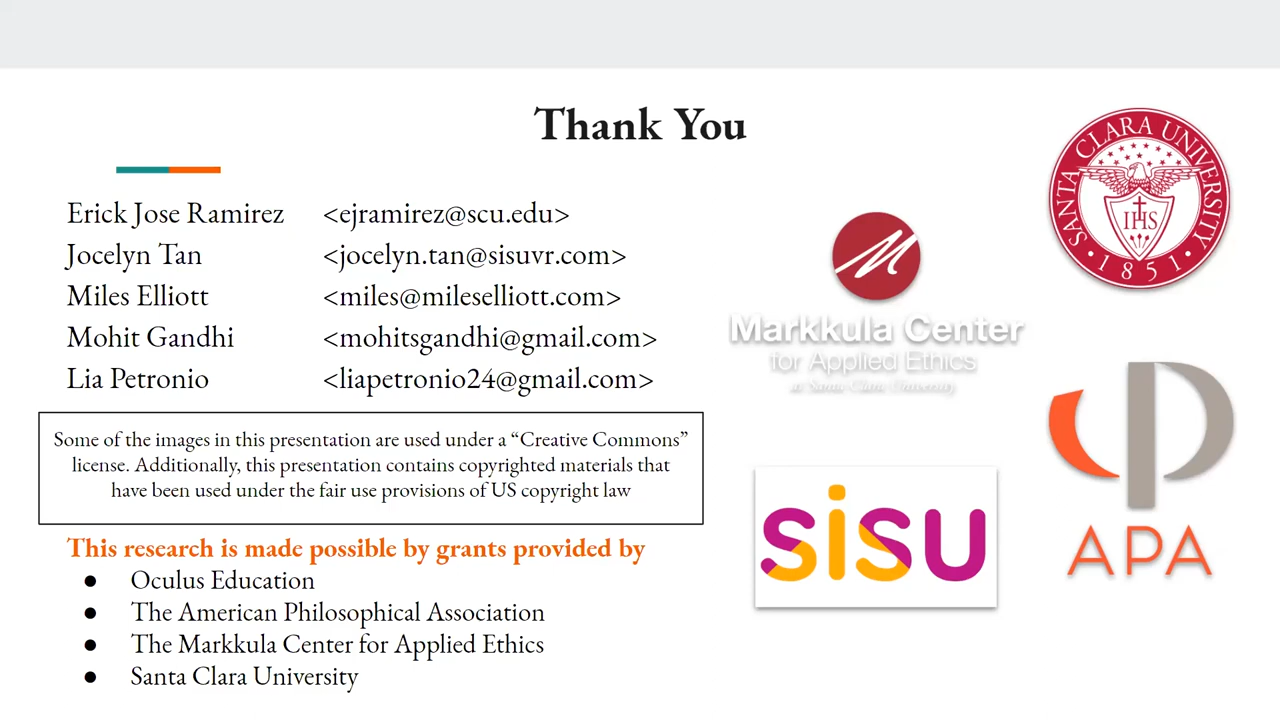 Thank You
Erick Jose Ramirez <ejramirez@scu.edu>
Jocelyn Tan <jocelyn.tan@sisuvr.com>
Miles Elliott <miles@mileselliott.com>
Mohit Gandhi <mohitsgandhi@gmail.com>
Lia Petronio <liapetronio24@gmail.com>
Some of the images in this presentation are used under a “Creative Commons”
license. Additionally, this presentation contains copyrighted materials that
have been used under the fair use provisions of US copyright law
This research is made possible by grants provided by
● Oculus Education
● The American Philosophical Association
● The Markkula Center for Applied Ethics
● Santa Clara University
Markkula Center
for Applied Ethics
at Santa Clara University
SANTA CLARA UNIVERSITY
IHS
1851
sisu
APA